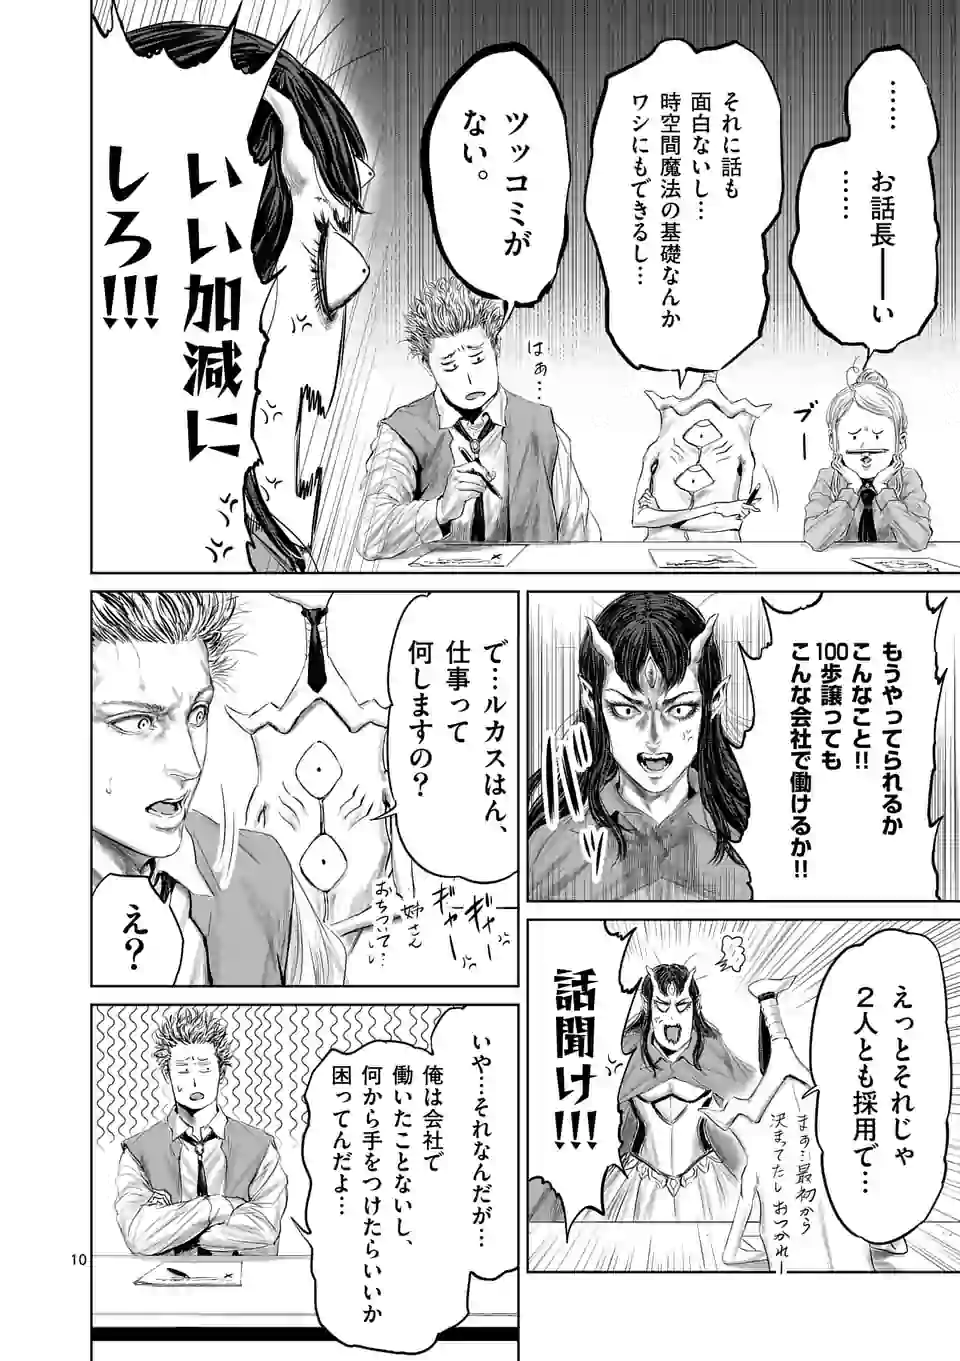 ……
お話長――い
……
それに話も
面白ないし…
時空間魔法の基礎なんか
ワシにもできるし…
ツッコミが
ない。
はぁ…
ブー
いい加減に
しろ!!!
もうやってられるか
こんなこと!!
100歩譲っても
こんな会社で働けるか!!
で…ルカスはん、
仕事って
何しますの？
ギャー
ギャー
姉さん
おちついてぃ…
え？
えっとそれじゃ
2人とも採用で…
まぁ…最初から
決まってたし おつかれー
話聞け!!!
いや…それなんだが…
俺は会社で
働いたことないし、
何から手をつけたらいいか
困ってんだよ…
10